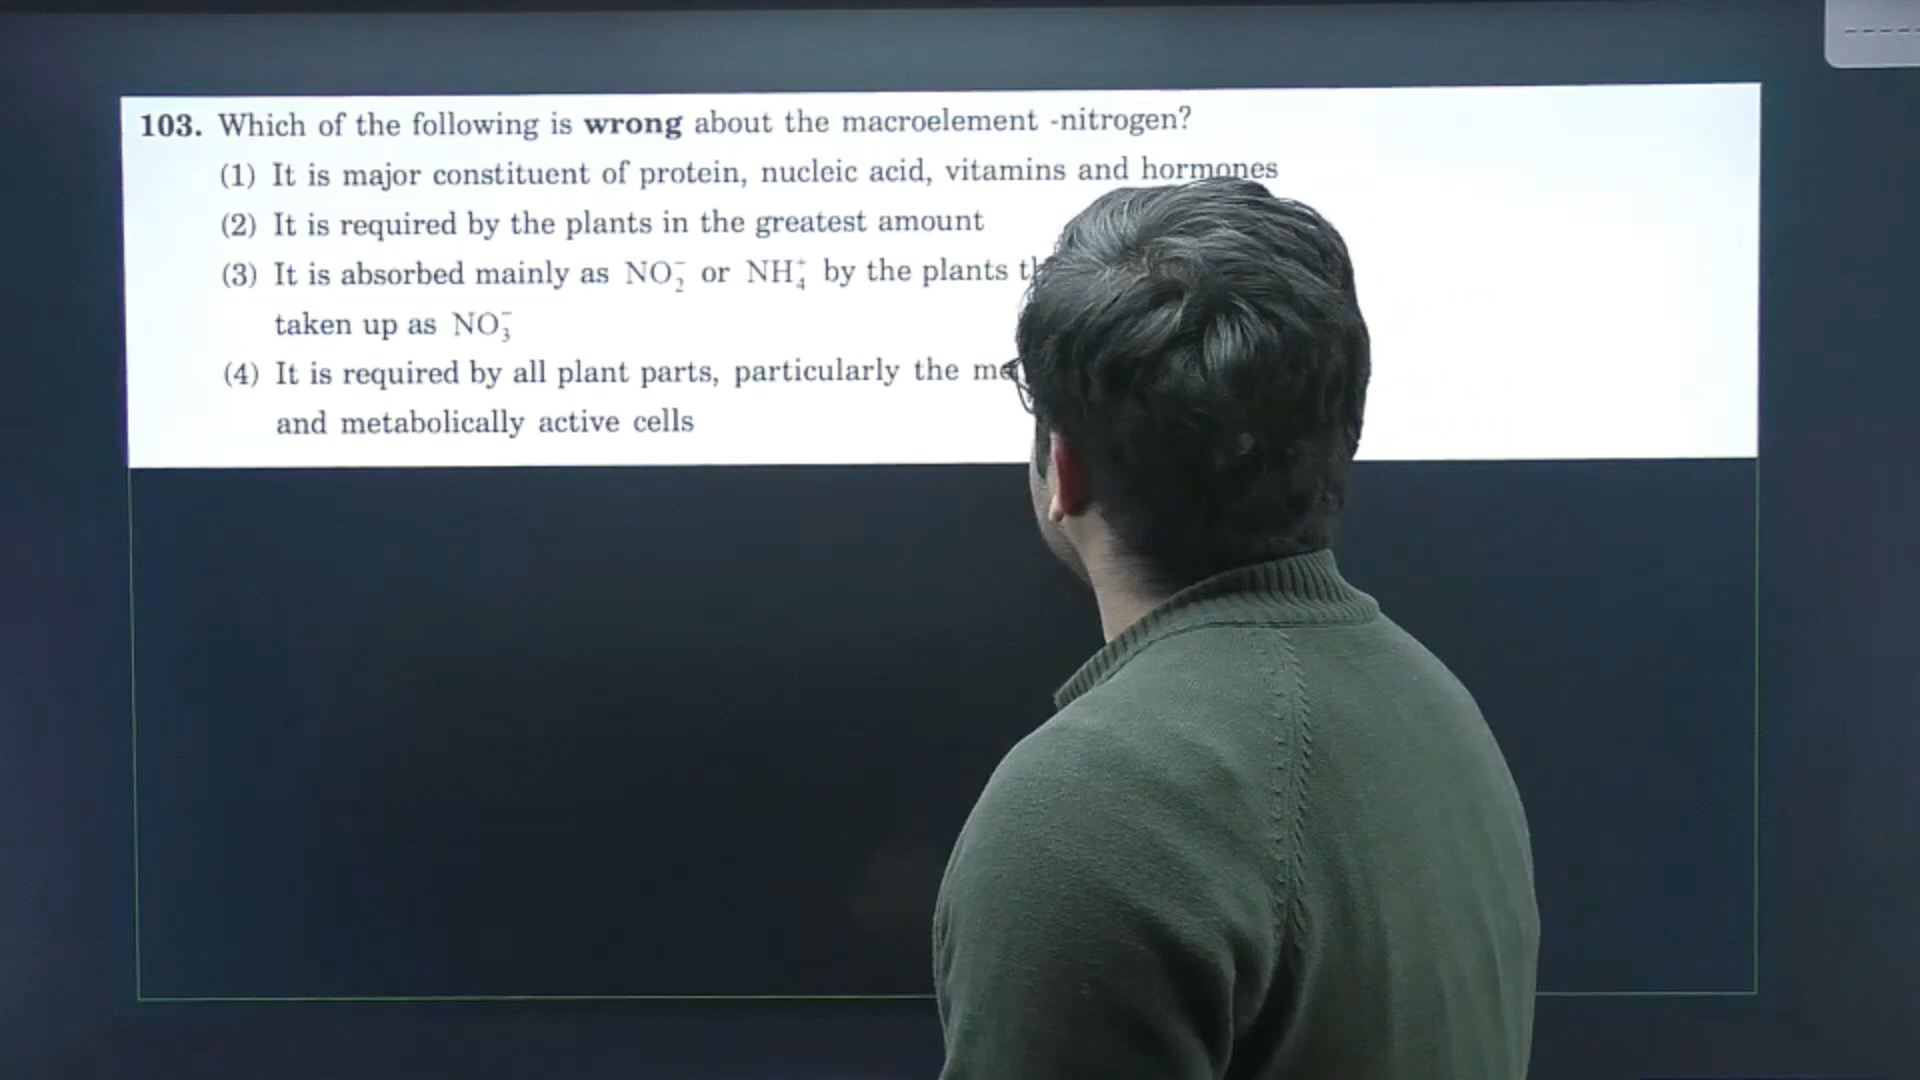 103. Which of the following is wrong about the macroelement -nitrogen?
(1) It is major constituent of protein, nucleic acid, vitamins and hormones
(2) It is required by the plants in the greatest amount
(3) It is absorbed mainly as NO₂⁻ or NH₄⁺ by the plants
taken up as NO₃⁻
(4) It is required by all plant parts, particularly the
and metabolically active cells